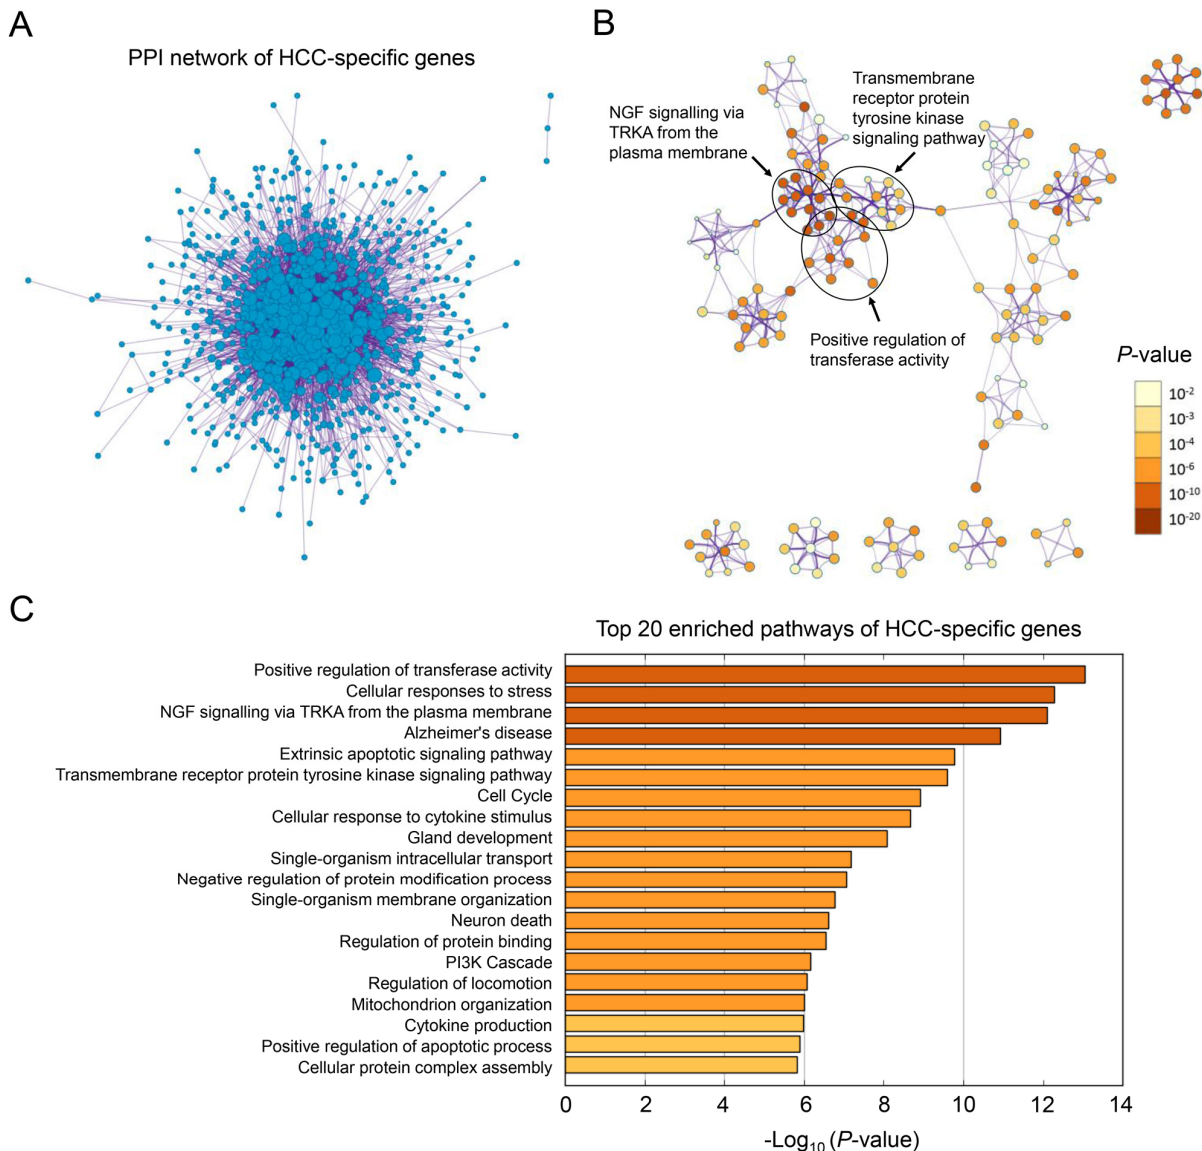 A
PPI network of HCC-specific genes
B
NGF signalling via
TRKA from the
plasma membrane
Transmembrane
receptor protein
tyrosine kinase
signaling pathway
Positive regulation of
transferase activity
P-value
10⁻²
10⁻³
10⁻⁴
10⁻⁶
10⁻¹⁰
10⁻²⁰
C
Top 20 enriched pathways of HCC-specific genes
Positive regulation of transferase activity
Cellular responses to stress
NGF signalling via TRKA from the plasma membrane
Alzheimer's disease
Extrinsic apoptotic signaling pathway
Transmembrane receptor protein tyrosine kinase signaling pathway
Cell Cycle
Cellular response to cytokine stimulus
Gland development
Single-organism intracellular transport
Negative regulation of protein modification process
Single-organism membrane organization
Neuron death
Regulation of protein binding
PI3K Cascade
Regulation of locomotion
Mitochondrion organization
Cytokine production
Positive regulation of apoptotic process
Cellular protein complex assembly
0 2 4 6 8 10 12 14
-Log₁₀ (P-value)